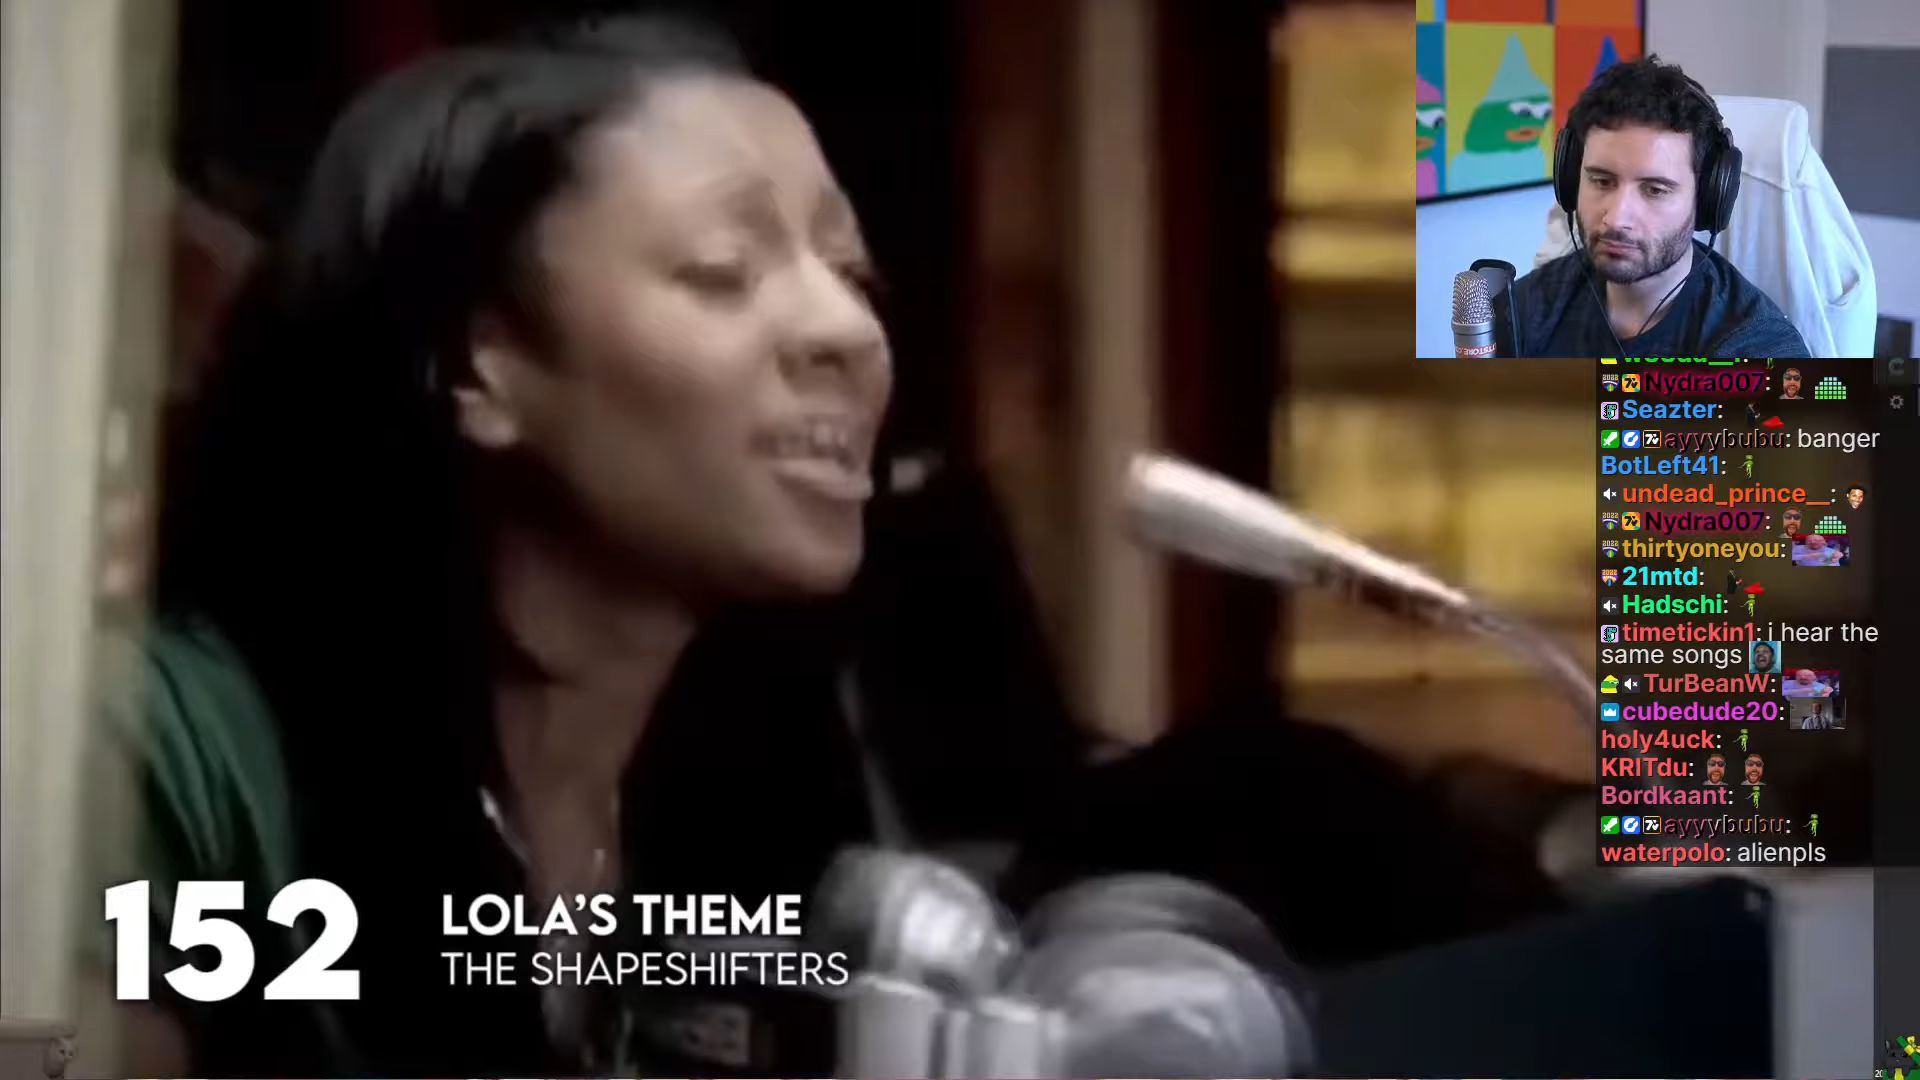 Nydra007:
Seazter:
ayyybubu: banger
BotLeft41:
undead_prince__:
Nydra007:
thirtyoneyou:
21mtd:
Hadschi:
timetickin1: i hear the
same songs
TurBeanW:
cubedude20:
holy4uck:
KRITdu:
Bordkaant:
ayyybubu:
waterpolo: alienpls
152
LOLA'S THEME
THE SHAPESHIFTERS